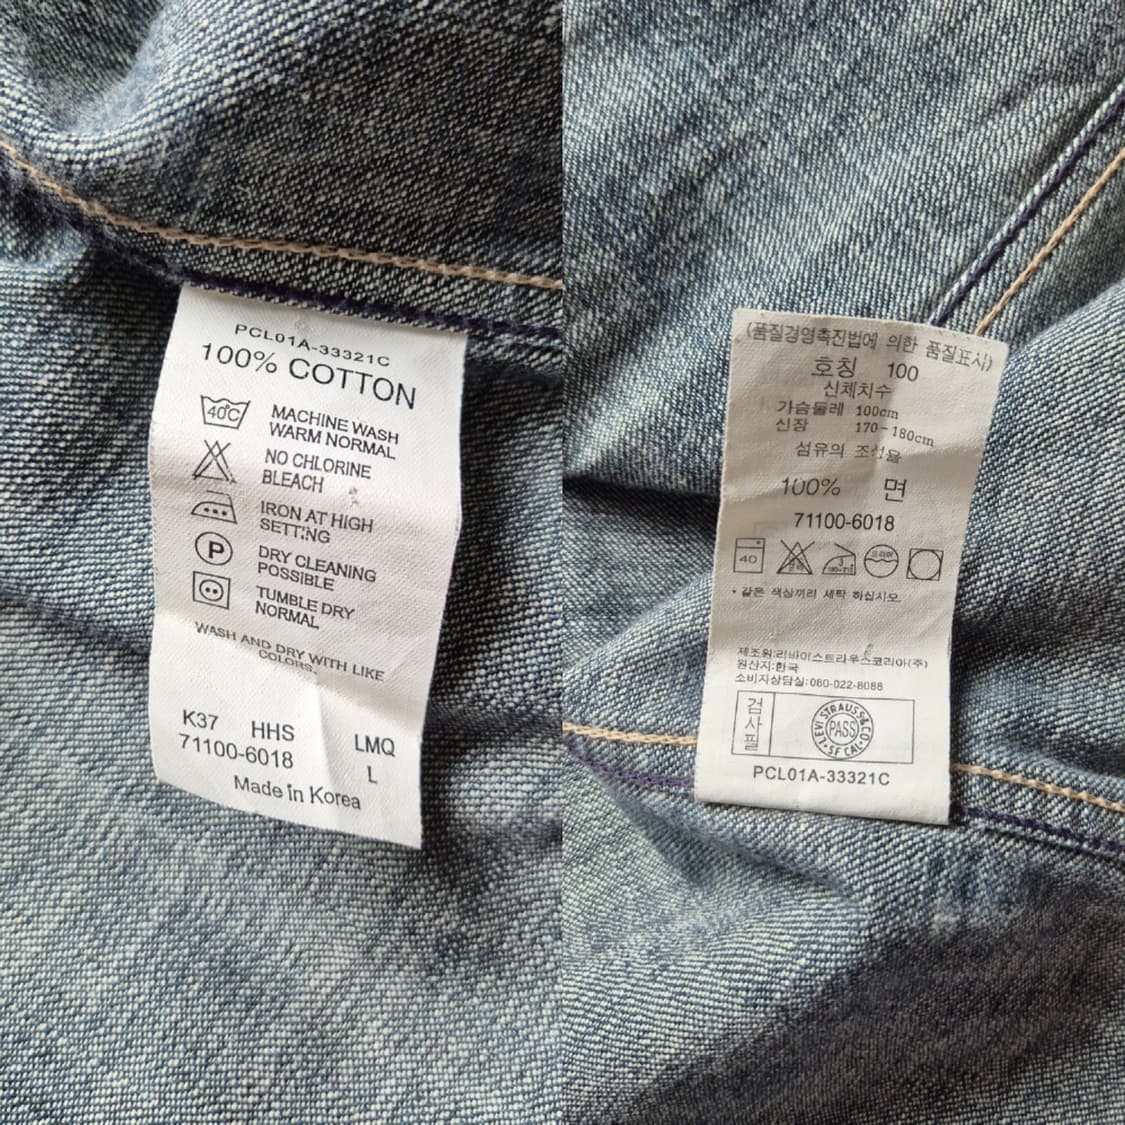 PCL01A-33321C
100% COTTON
40°C
MACHINE WASH
WARM NORMAL
NO CHLORINE
BLEACH
IRON AT HIGH
SETTING
P
DRY CLEANING
POSSIBLE
TUMBLE DRY
NORMAL
WASH AND DRY WITH LIKE
COLORS.
K37 HHS LMQ
71100-6018 L
Made in Korea
(품질경영촉진법에 의한 품질표시)
호칭 100
신체치수
가슴둘레 100cm
신장 170-180cm
섬유의 조성율
100% 면
71100-6018
40
* 같은 색상끼리 세탁 하십시오.
제조원:리바이스트라우스코리아(주)
원산지:한국
소비자상담실:080-022-8088
검사필
LEVI STRAUSS & CO.
PASS
SF CAL
PCL01A-33321C